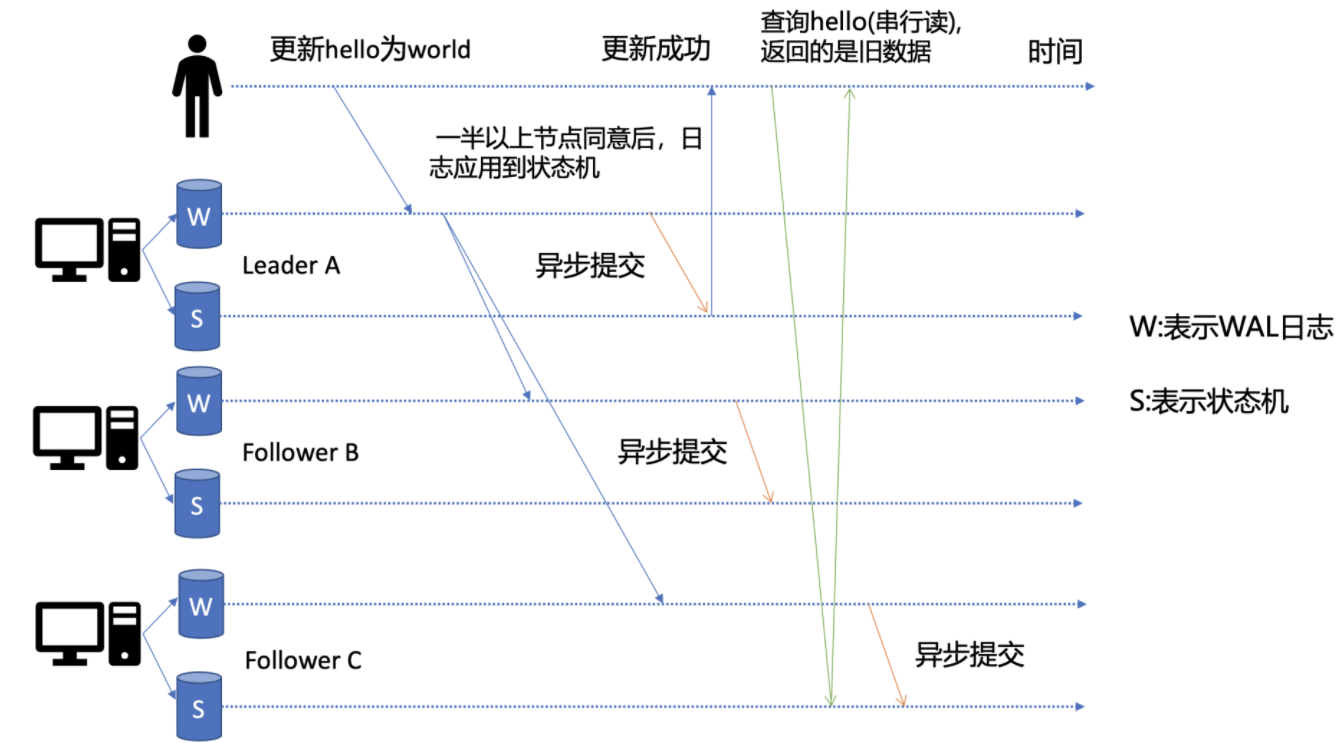 更新hello为world
更新成功
查询hello(串行读),
返回的是旧数据
时间
一半以上节点同意后，日
志应用到状态机
W
Leader A
异步提交
S
W:表示WAL日志
W
S:表示状态机
Follower B
异步提交
S
W
Follower C
异步提交
S